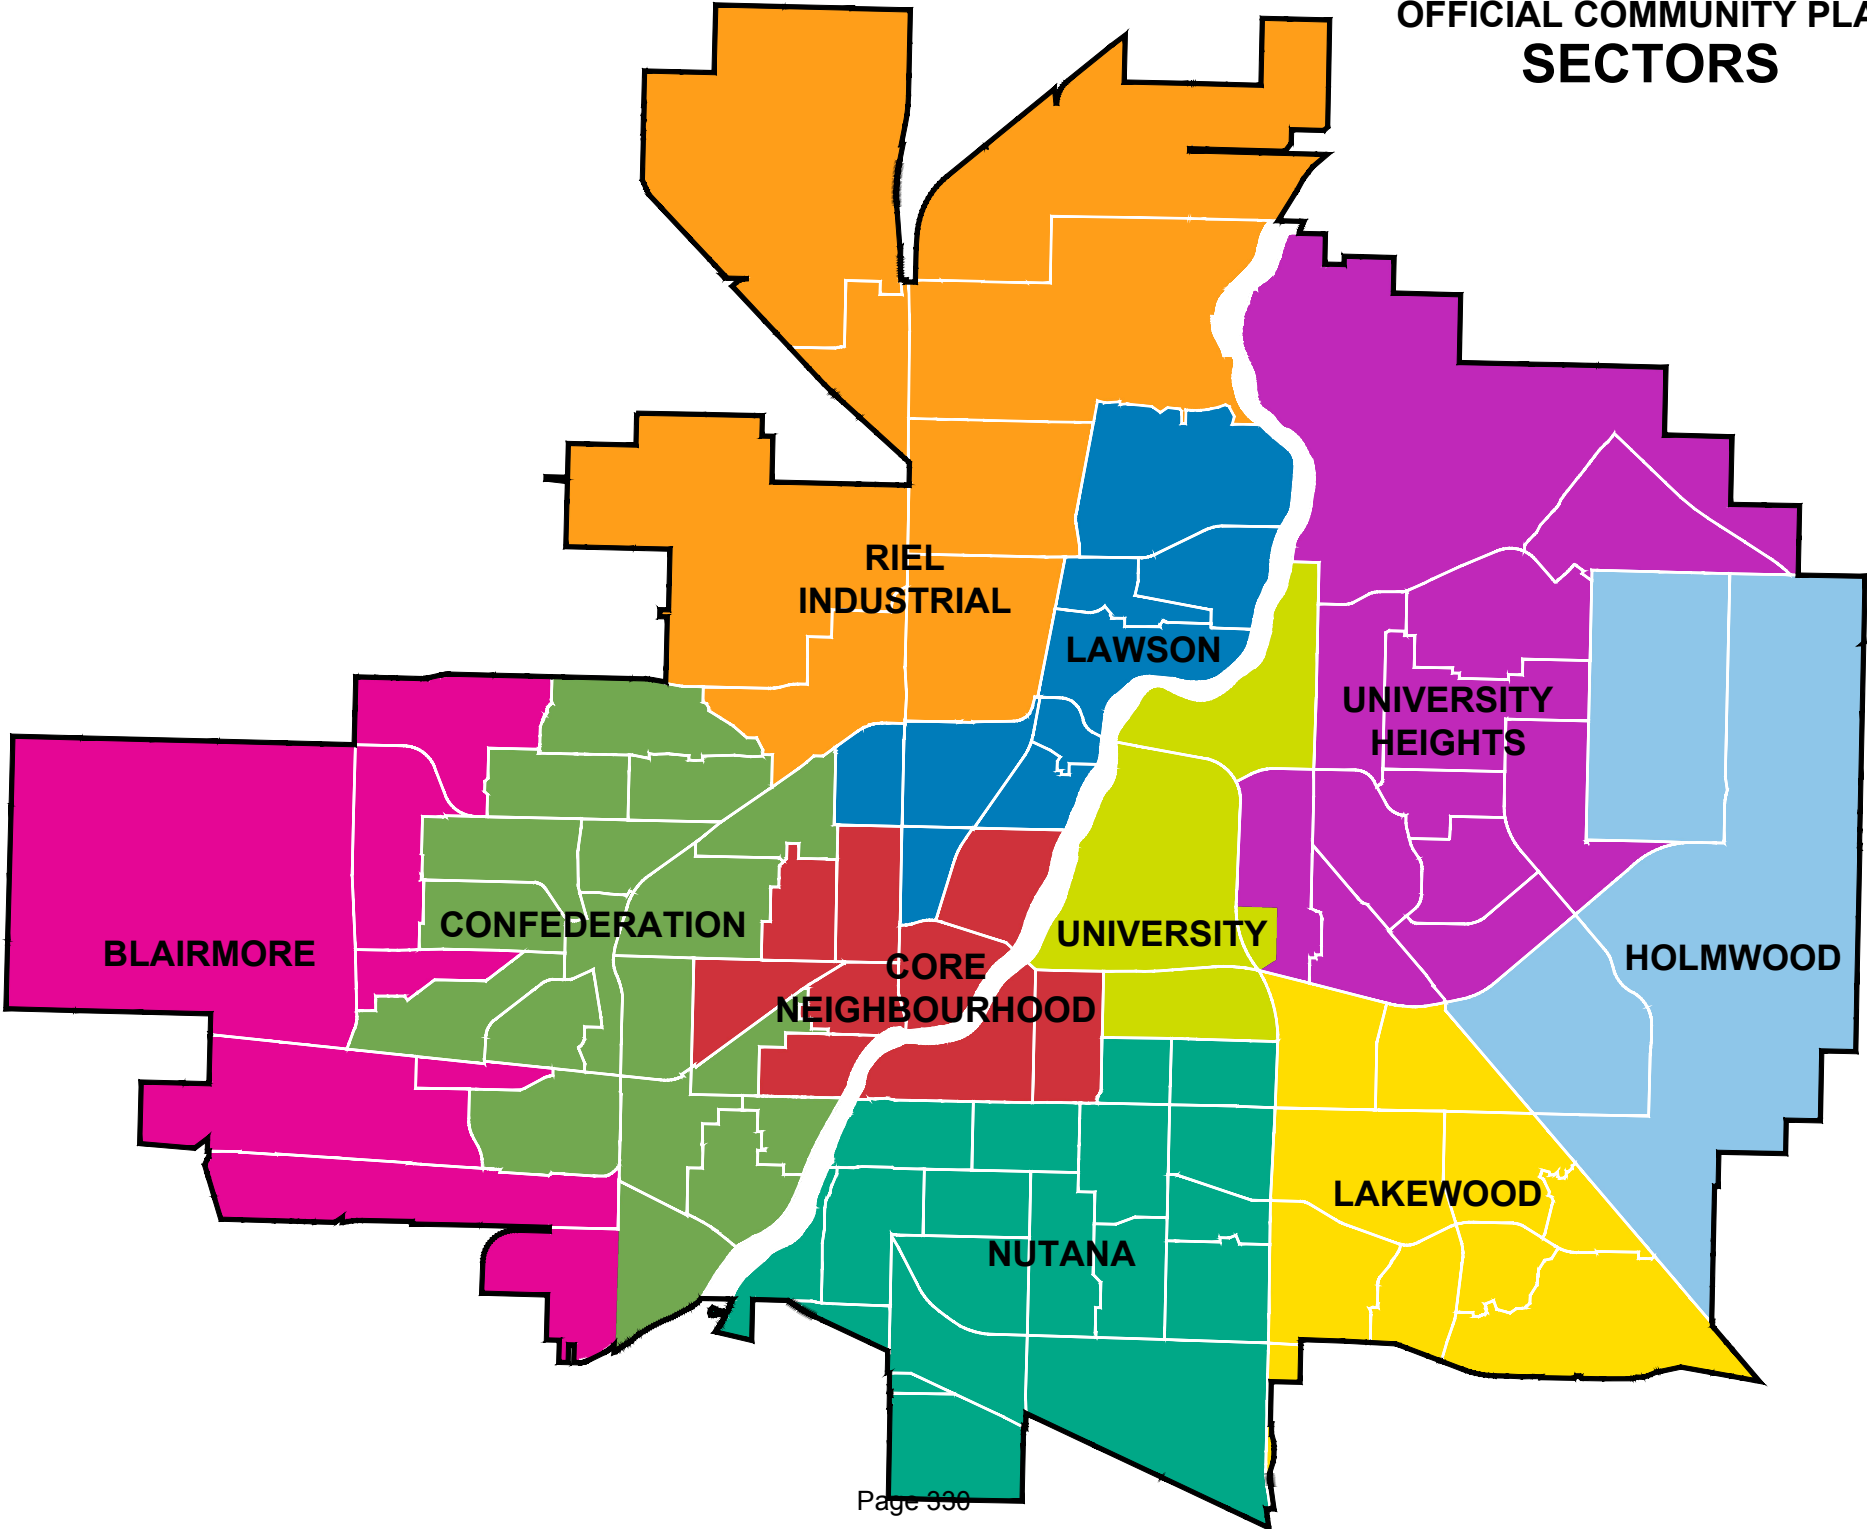 OFFICIAL COMMUNITY PLA
SECTORS
RIEL
INDUSTRIAL
LAWSON
UNIVERSITY
HEIGHTS
CONFEDERATION
BLAIRMORE
UNIVERSITY
HOLMWOOD
CORE
NEIGHBOURHOOD
LAKEWOOD
NUTANA
Page 330